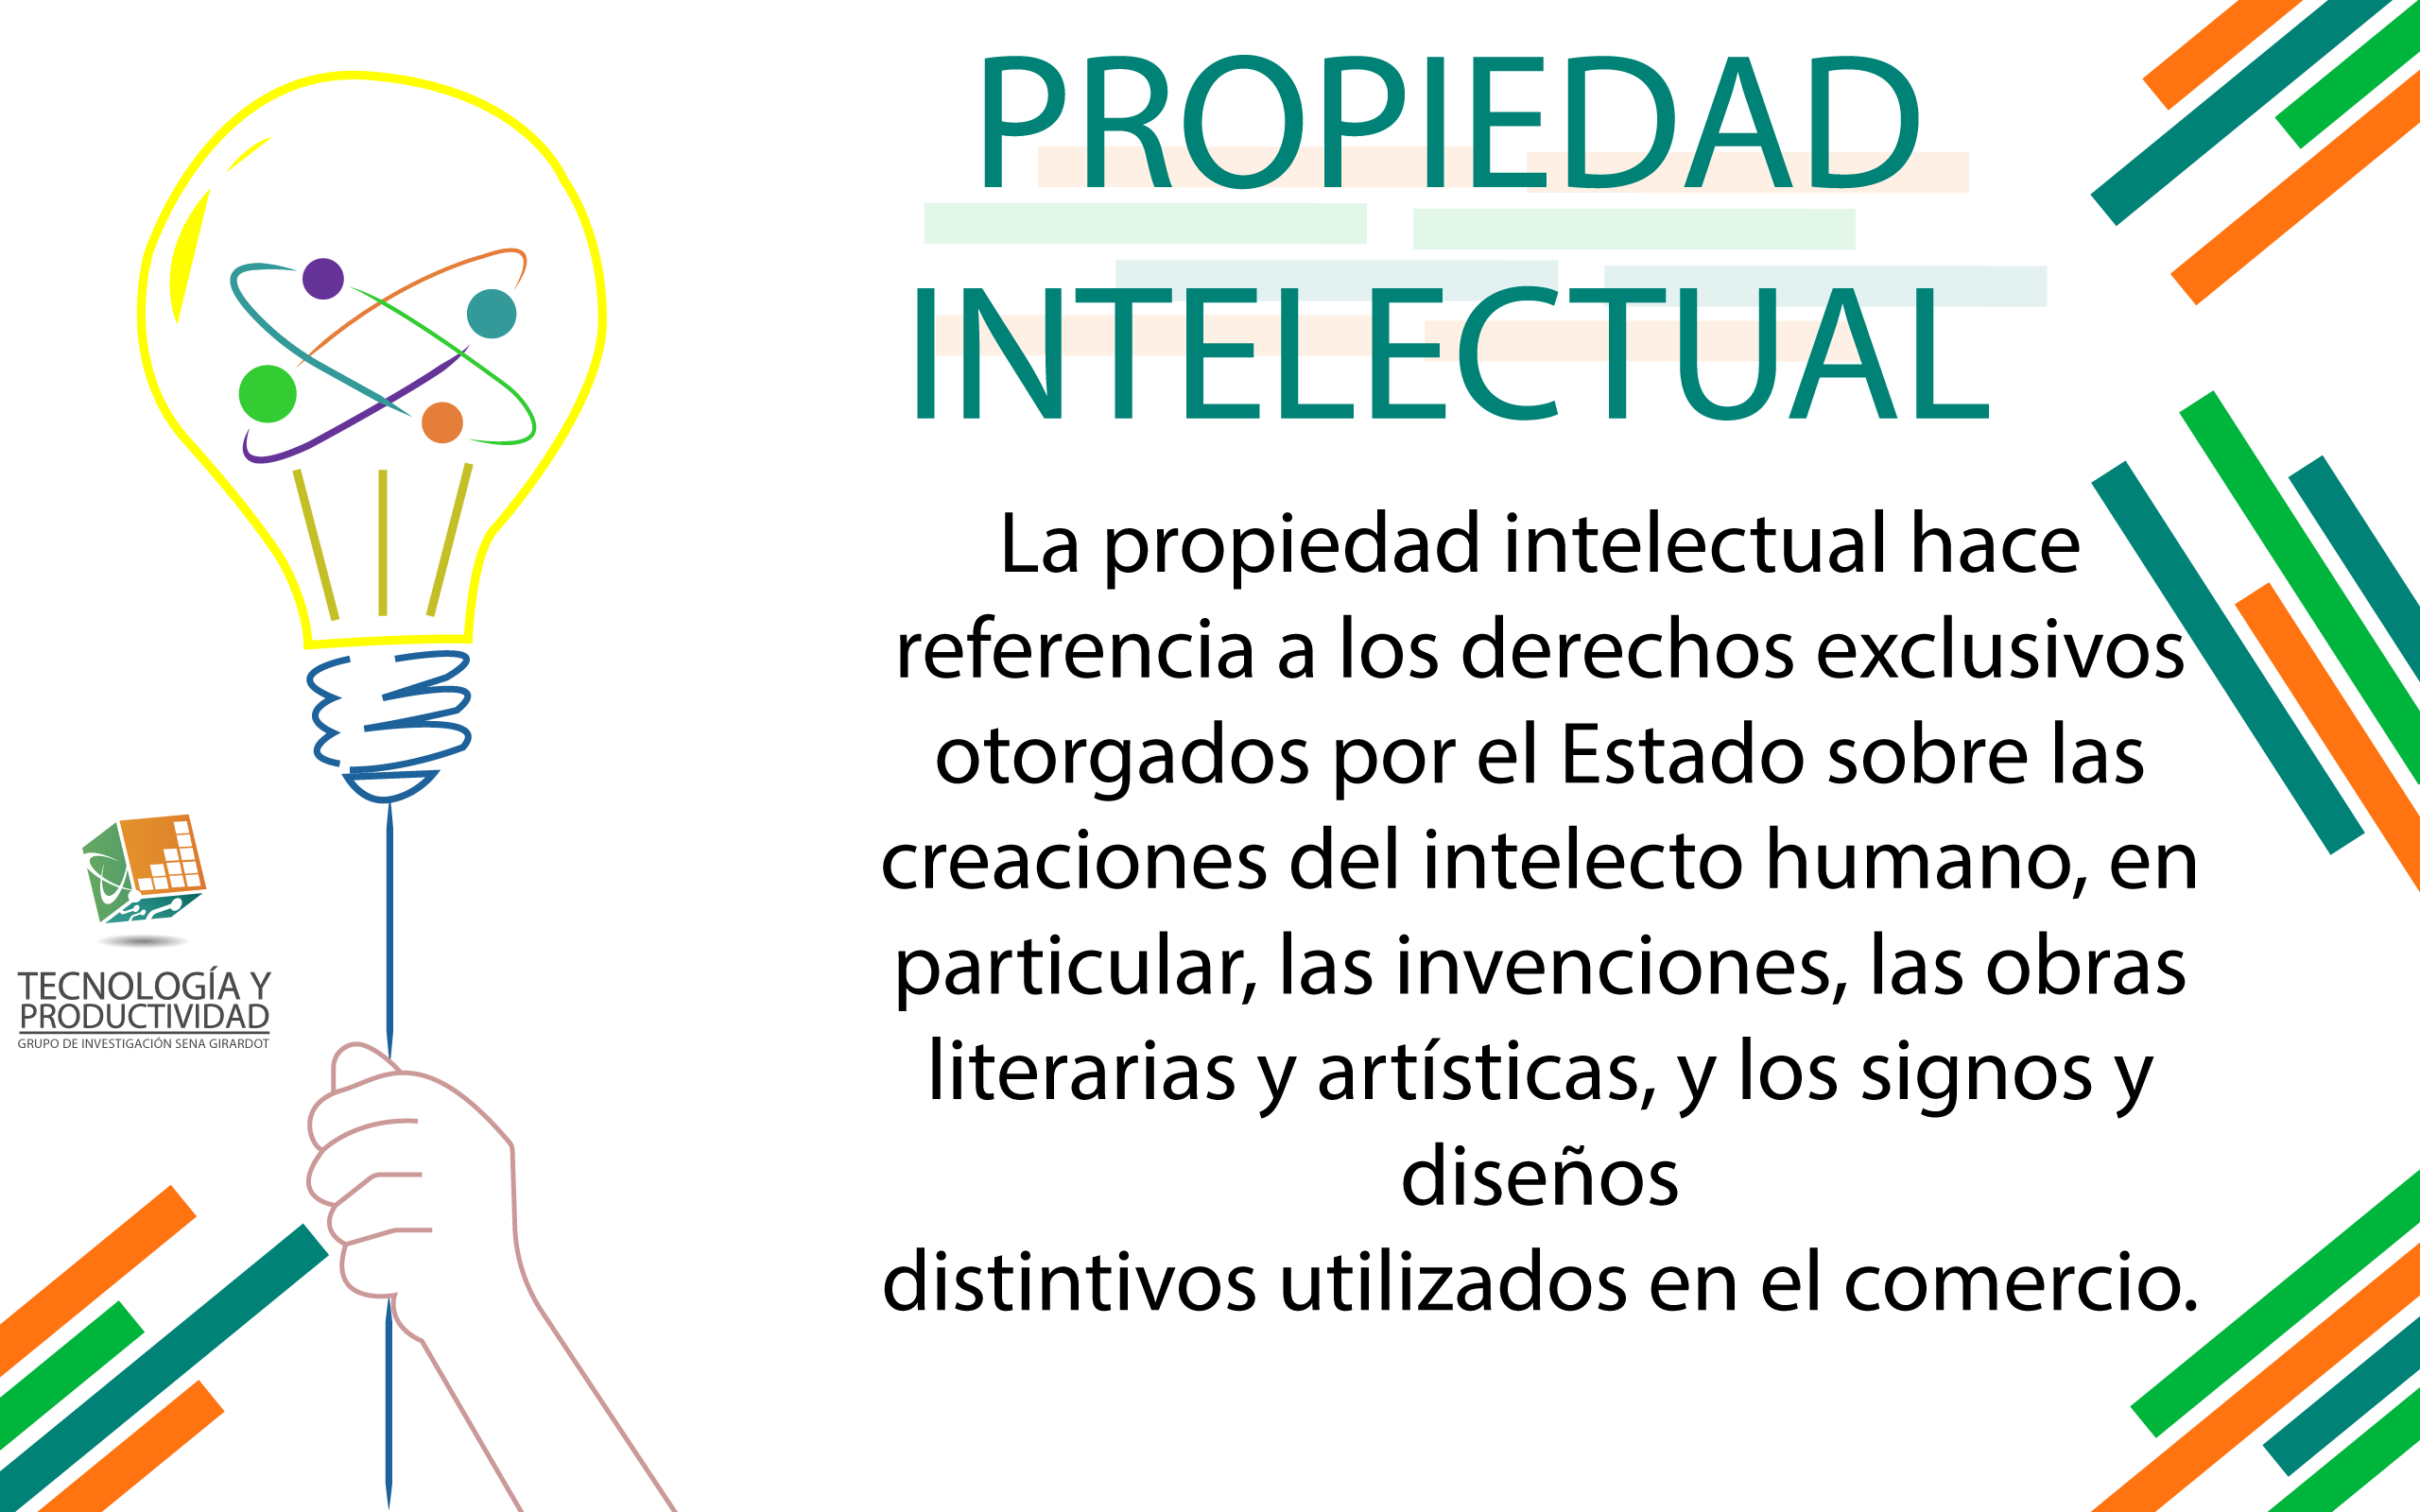 PROPIEDAD
INTELECTUAL
La propiedad intelectual hace
referencia a los derechos exclusivos
otorgados por el Estado sobre las
creaciones del intelecto humano, en
particular, las invenciones, las obras
literarias y artísticas, y los signos y
diseños
distintivos utilizados en el comercio.
TECNOLOGÍA Y
PRODUCTIVIDAD
GRUPO DE INVESTIGACIÓN SENA GIRARDOT